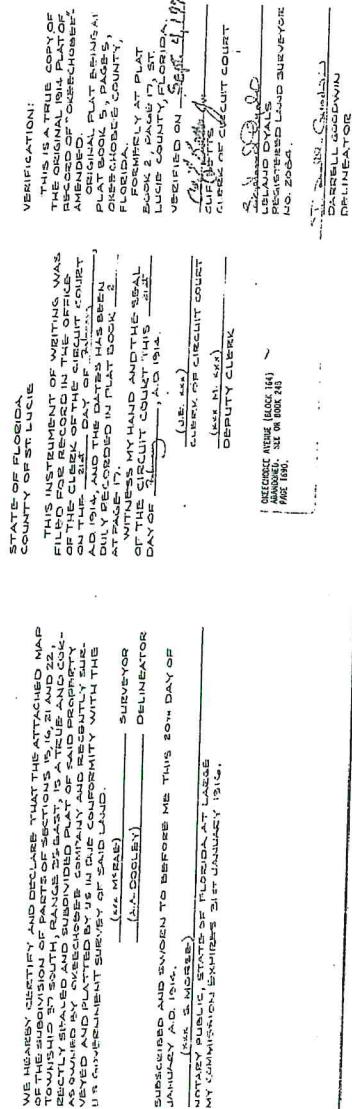 WE HEARBY CERTIFY AND DECLARE THAT THE ATTACHED MAP
OF THE SUBDIVISION OF PARTS OF SECTIONS 15, 16, 21 AND 22,
TOWNSHIP 37 SOUTH, RANGE 35 EAST, IS A TRUE AND COR-
RECTLY SCALED AND SUBDIVIDED PLAT OF SAID PROPERTY
AS OWNED BY OKEECHOBEE COMPANY AND RECENTLY SUR-
VEYED AND PLATTED BY US IN DUE CONFORMITY WITH THE
U S GOVERNMENT SURVEY OF SAID LAND.
(xxx McRAE) SURVEYOR
(A.A. DOOLEY) DELINEATOR
SUBSCRIBED AND SWORN TO BEFORE ME THIS 20TH DAY OF
JANUARY A.D. 1914.
(xxx S. MORSE)
NOTARY PUBLIC, STATE OF FLORIDA AT LARGE
MY COMMISSION EXPIRES 31ST JANUARY 1916.
STATE OF FLORIDA
COUNTY OF ST. LUCIE
THIS INSTRUMENT OF WRITING WAS
FILED FOR RECORD IN THE OFFICE
OF THE CLERK OF THE CIRCUIT COURT
ON THE 21st DAY OF
A.D. 1914, AND THE DATES HAS BEEN
DULY RECORDED IN PLAT BOOK 2
AT PAGE 17.
WITNESS MY HAND AND THE SEAL
OF THE CIRCUIT COURT THIS 21st
DAY OF , A.D 1914.
(J.E. xxx)
CLERK OF CIRCUIT COURT
(xxx M. xxx)
DEPUTY CLERK
OKEECHOBEE AVENUE (BLOCK 164)
ABANDONED. SEE OR BOOK 240
PAGE 1690.
VERIFICATION:
THIS IS A TRUE COPY OF
THE ORIGINAL 1914 PLAT OF
RECORD OF "OKEECHOBEE"
AMENDED.
ORIGINAL PLAT BEING AT
PLAT BOOK 5, PAGE 5,
OKEECHOBEE COUNTY,
FLORIDA.
FORMERLY AT PLAT
BOOK 2, PAGE 17, ST.
LUCIE COUNTY, FLORIDA.
VERIFIED ON Sept. 4,
CLERK OF CIRCUIT COURT
LELAND DYALS
REGISTERED LAND SURVEYOR
NO. 2084.
DARRELL GOODWIN
DELINEATOR